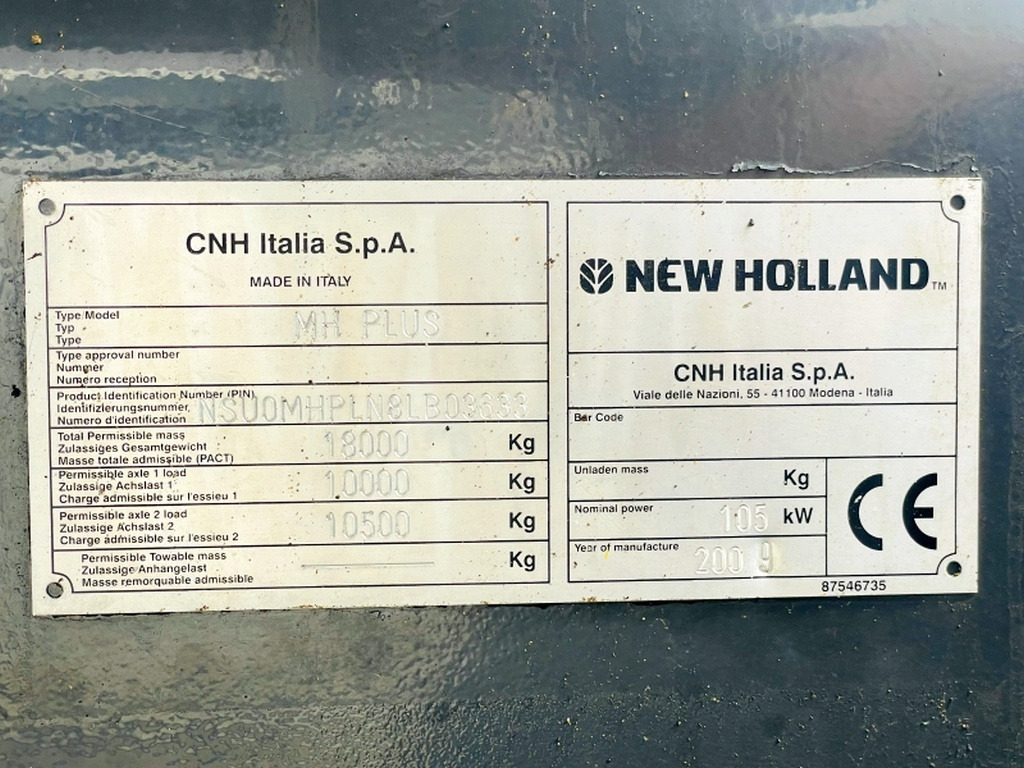 CNH Italia S.p.A.
MADE IN ITALY
Type/Model
Typ
Type
MH PLUS
Type approval number
Nummer
Numero reception
Product Identification Number (PIN)
Identifizierungsnummer
Numero d'identification
NSU0MHPLN8LB03633
Total Permissible mass
Zulassiges Gesamtgewicht
Masse totale admissible (PACT)
18000 Kg
Permissible axle 1 load
Zulassige Achslast 1
Charge admissible sur l'essieu 1
10000 Kg
Permissible axle 2 load
Zulassige Achslast 2
Charge admissible sur l'essieu 2
10500 Kg
Permissible Towable mass
Zulassige Anhangelast
Masse remorquable admissible
Kg
NEW HOLLAND TM
CNH Italia S.p.A.
Viale delle Nazioni, 55 - 41100 Modena - Italia
Bar Code
Unladen mass Kg
Nominal power 105 kW
Year of manufacture 2009
CE
87546735